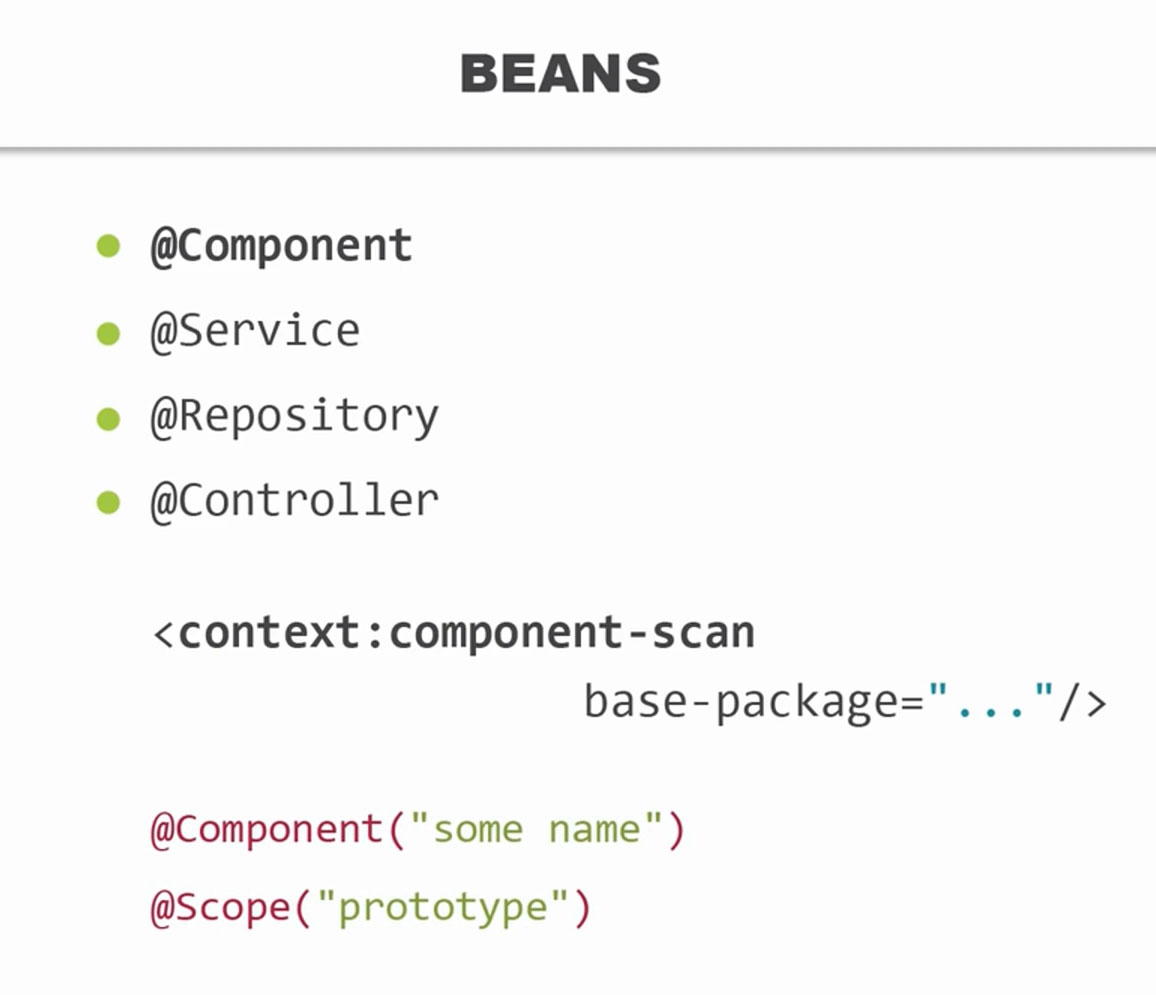 BEANS
@Component
@Service
@Repository
@Controller
<context:component-scan
base-package="..."/>
@Component("some name")
@Scope("prototype")